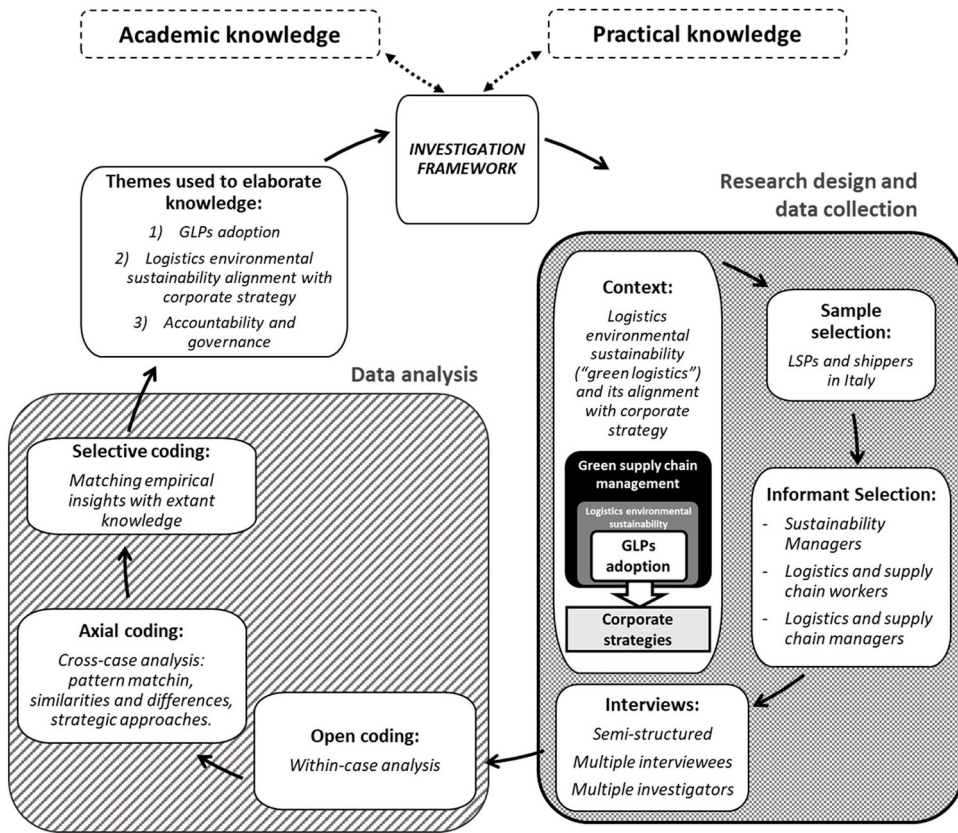 Academic knowledge
Practical knowledge
INVESTIGATION
FRAMEWORK
Themes used to elaborate
knowledge:
1) GLPs adoption
2) Logistics environmental
sustainability alignment with
corporate strategy
3) Accountability and
governance
Research design and
data collection
Context:
Logistics
environmental
sustainability
(“green logistics”)
and its alignment
with corporate
strategy
Green supply chain
management
Logistics environmental
sustainability
GLPs
adoption
Corporate
strategies
Sample
selection:
LSPs and shippers
in Italy
Informant Selection:
- Sustainability
Managers
- Logistics and supply
chain workers
- Logistics and supply
chain managers
Interviews:
Semi-structured
Multiple interviewees
Multiple investigators
Data analysis
Selective coding:
Matching empirical
insights with extant
knowledge
Axial coding:
Cross-case analysis:
pattern matchin,
similarities and differences,
strategic approaches.
Open coding:
Within-case analysis